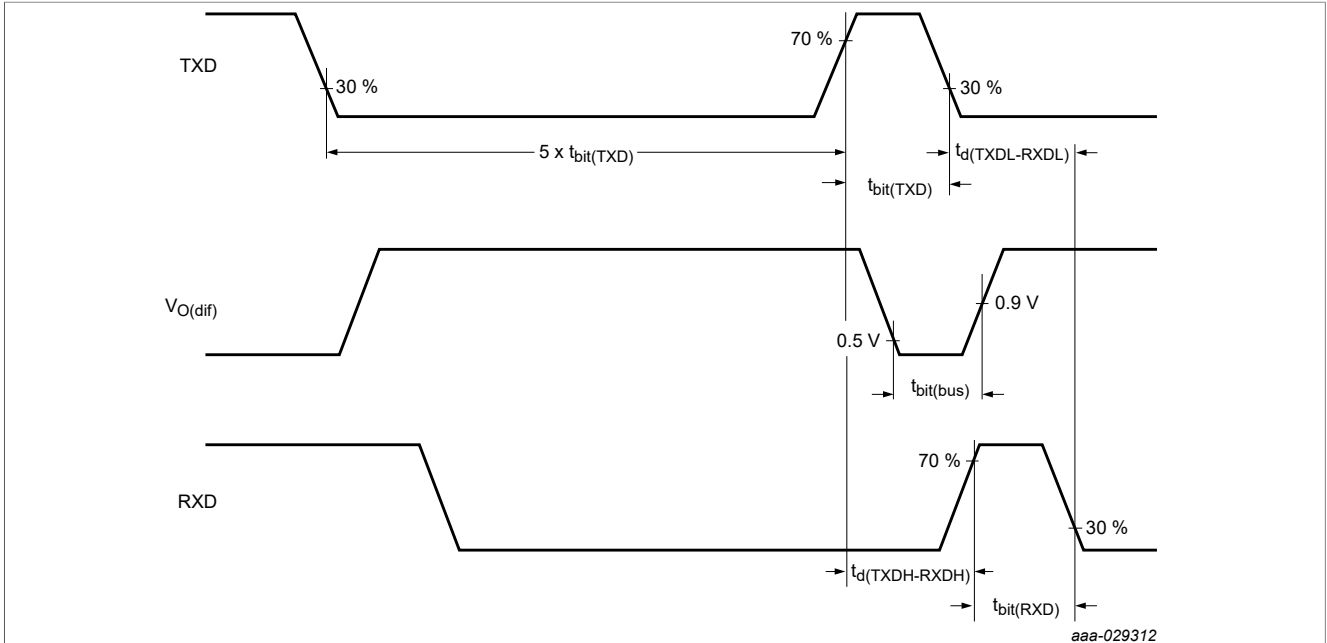 70 %
TXD
30 %
30 %
5 x tbit(TXD)
td(TXDL-RXDL)
tbit(TXD)
VO(dif)
0.9 V
0.5 V
tbit(bus)
70 %
RXD
30 %
td(TXDH-RXDH)
tbit(RXD)
aaa-029312